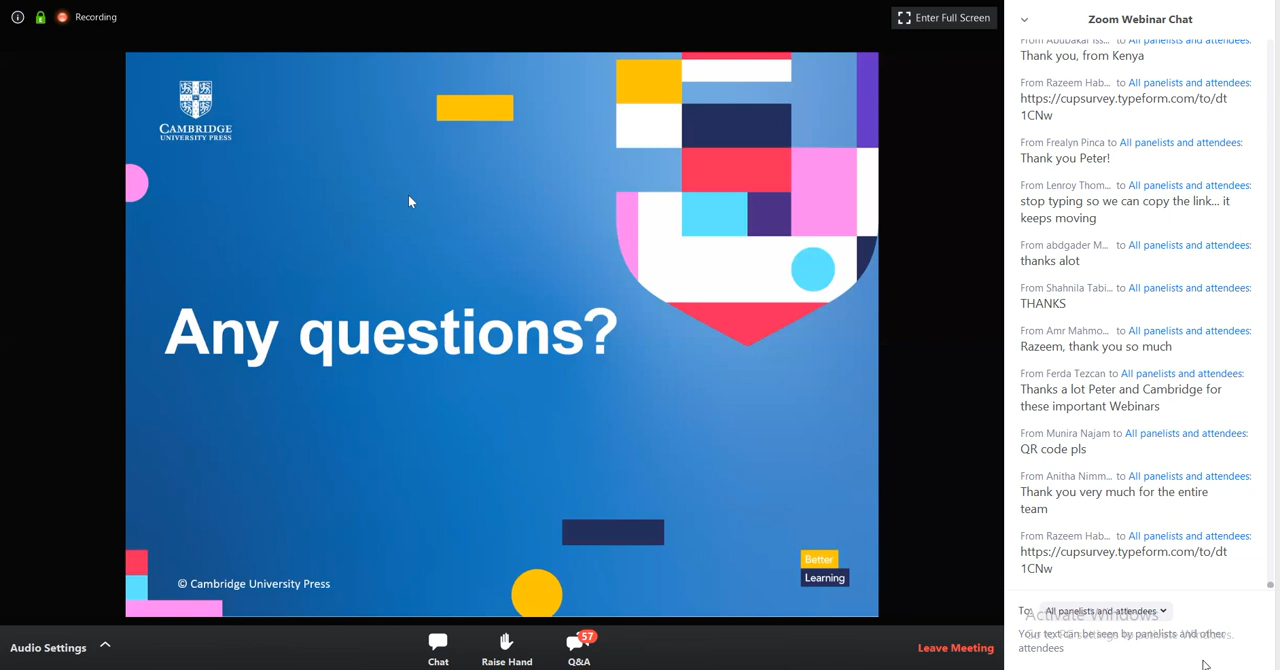 Recording
Enter Full Screen
CAMBRIDGE
UNIVERSITY PRESS
Any questions?
© Cambridge University Press
Better
Learning
Audio Settings
Chat
Raise Hand
57
Q&A
Leave Meeting
Zoom Webinar Chat
From Abubakar Iss... to All panelists and attendees:
Thank you, from Kenya
From Razeem Hab... to All panelists and attendees:
https://cupsurvey.typeform.com/to/dt
1CNw
From Frealyn Pinca to All panelists and attendees:
Thank you Peter!
From Lenroy Thom... to All panelists and attendees:
stop typing so we can copy the link... it
keeps moving
From abdgader M... to All panelists and attendees:
thanks alot
From Shahnila Tabi... to All panelists and attendees:
THANKS
From Amr Mahmo... to All panelists and attendees:
Razeem, thank you so much
From Ferda Tezcan to All panelists and attendees:
Thanks a lot Peter and Cambridge for
these important Webinars
From Munira Najam to All panelists and attendees:
QR code pls
From Anitha Nimm... to All panelists and attendees:
Thank you very much for the entire
team
From Razeem Hab... to All panelists and attendees:
https://cupsurvey.typeform.com/to/dt
1CNw
To: All panelists and attendees
Activate Windows
Your text can be seen by panelists and other
attendees